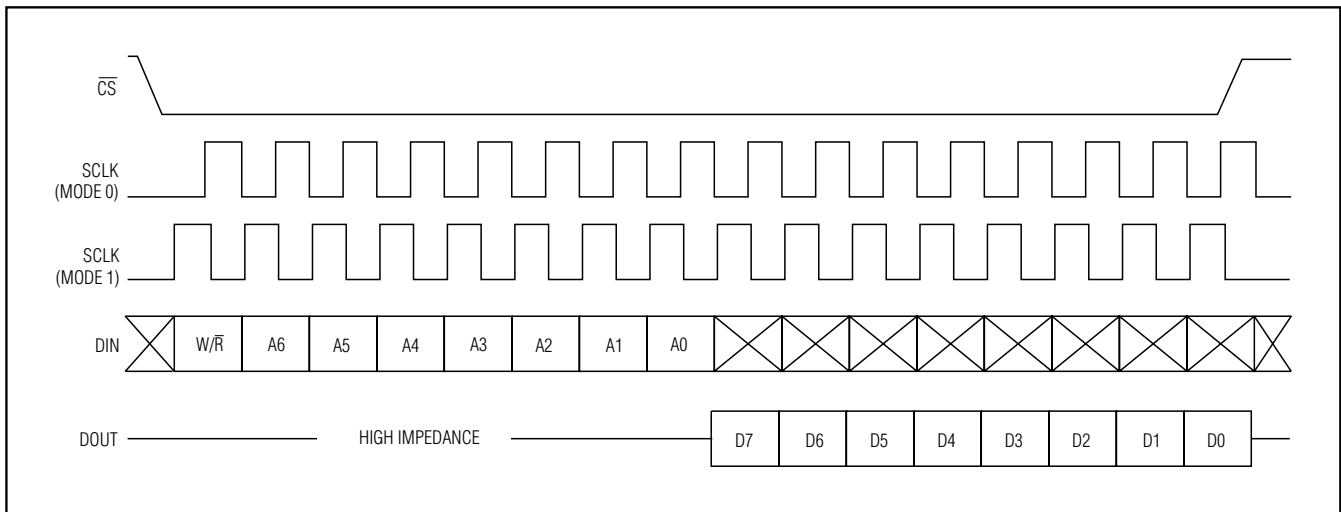 CS
SCLK
(MODE 0)
SCLK
(MODE 1)
DIN W/R A6 A5 A4 A3 A2 A1 A0
DOUT HIGH IMPEDANCE D7 D6 D5 D4 D3 D2 D1 D0